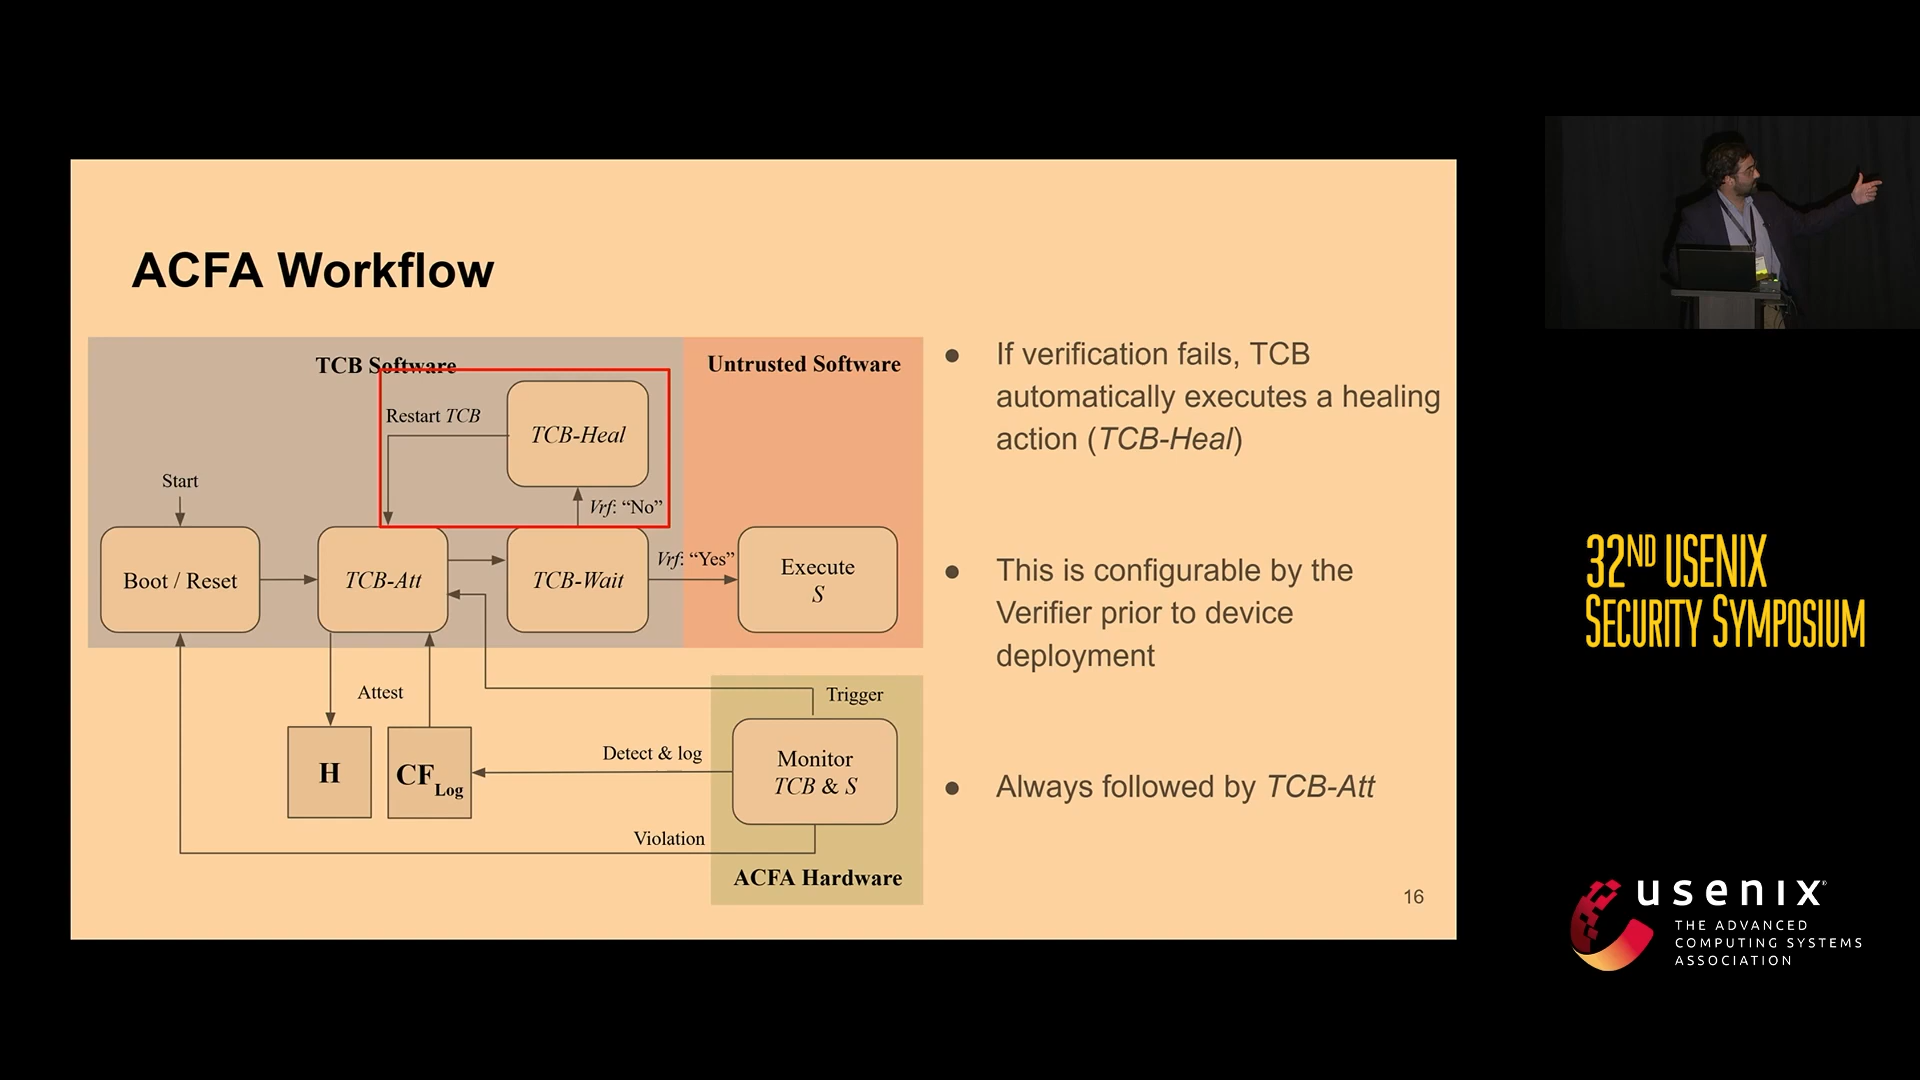 ACFA Workflow
TCB Software
Untrusted Software
Restart TCB
TCB-Heal
Start
Vrf: “No”
Boot / Reset
TCB-Att
TCB-Wait
Vrf: “Yes”
Execute
S
Attest
Trigger
H
CF Log
Detect & log
Monitor
TCB & S
Violation
ACFA Hardware
● If verification fails, TCB
automatically executes a healing
action (TCB-Heal)
● This is configurable by the
Verifier prior to device
deployment
● Always followed by TCB-Att
16
32ND USENIX
SECURITY SYMPOSIUM
usenix®
THE ADVANCED
COMPUTING SYSTEMS
ASSOCIATION